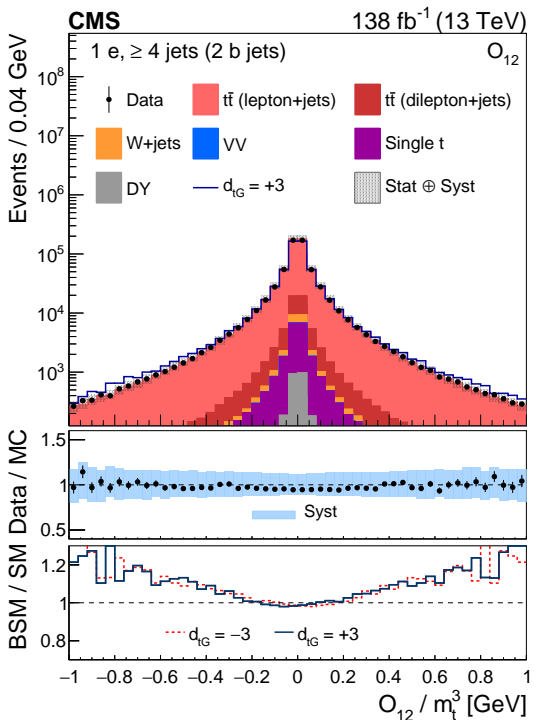 CMS 138 fb⁻¹ (13 TeV)
1 e, ≥ 4 jets (2 b jets) O₁₂
Data tt̄ (lepton+jets) tt̄ (dilepton+jets)
W+jets VV Single t
DY d_tG = +3 Stat ⊕ Syst
Events / 0.04 GeV
10⁸
10⁷
10⁶
10⁵
10⁴
10³
Data / MC
1.5
1.0
0.5
Syst
BSM / SM
1.2
1
0.8
d_tG = −3 d_tG = +3
−1 −0.8 −0.6 −0.4 −0.2 0 0.2 0.4 0.6 0.8 1
O₁₂ / m_t³ [GeV]